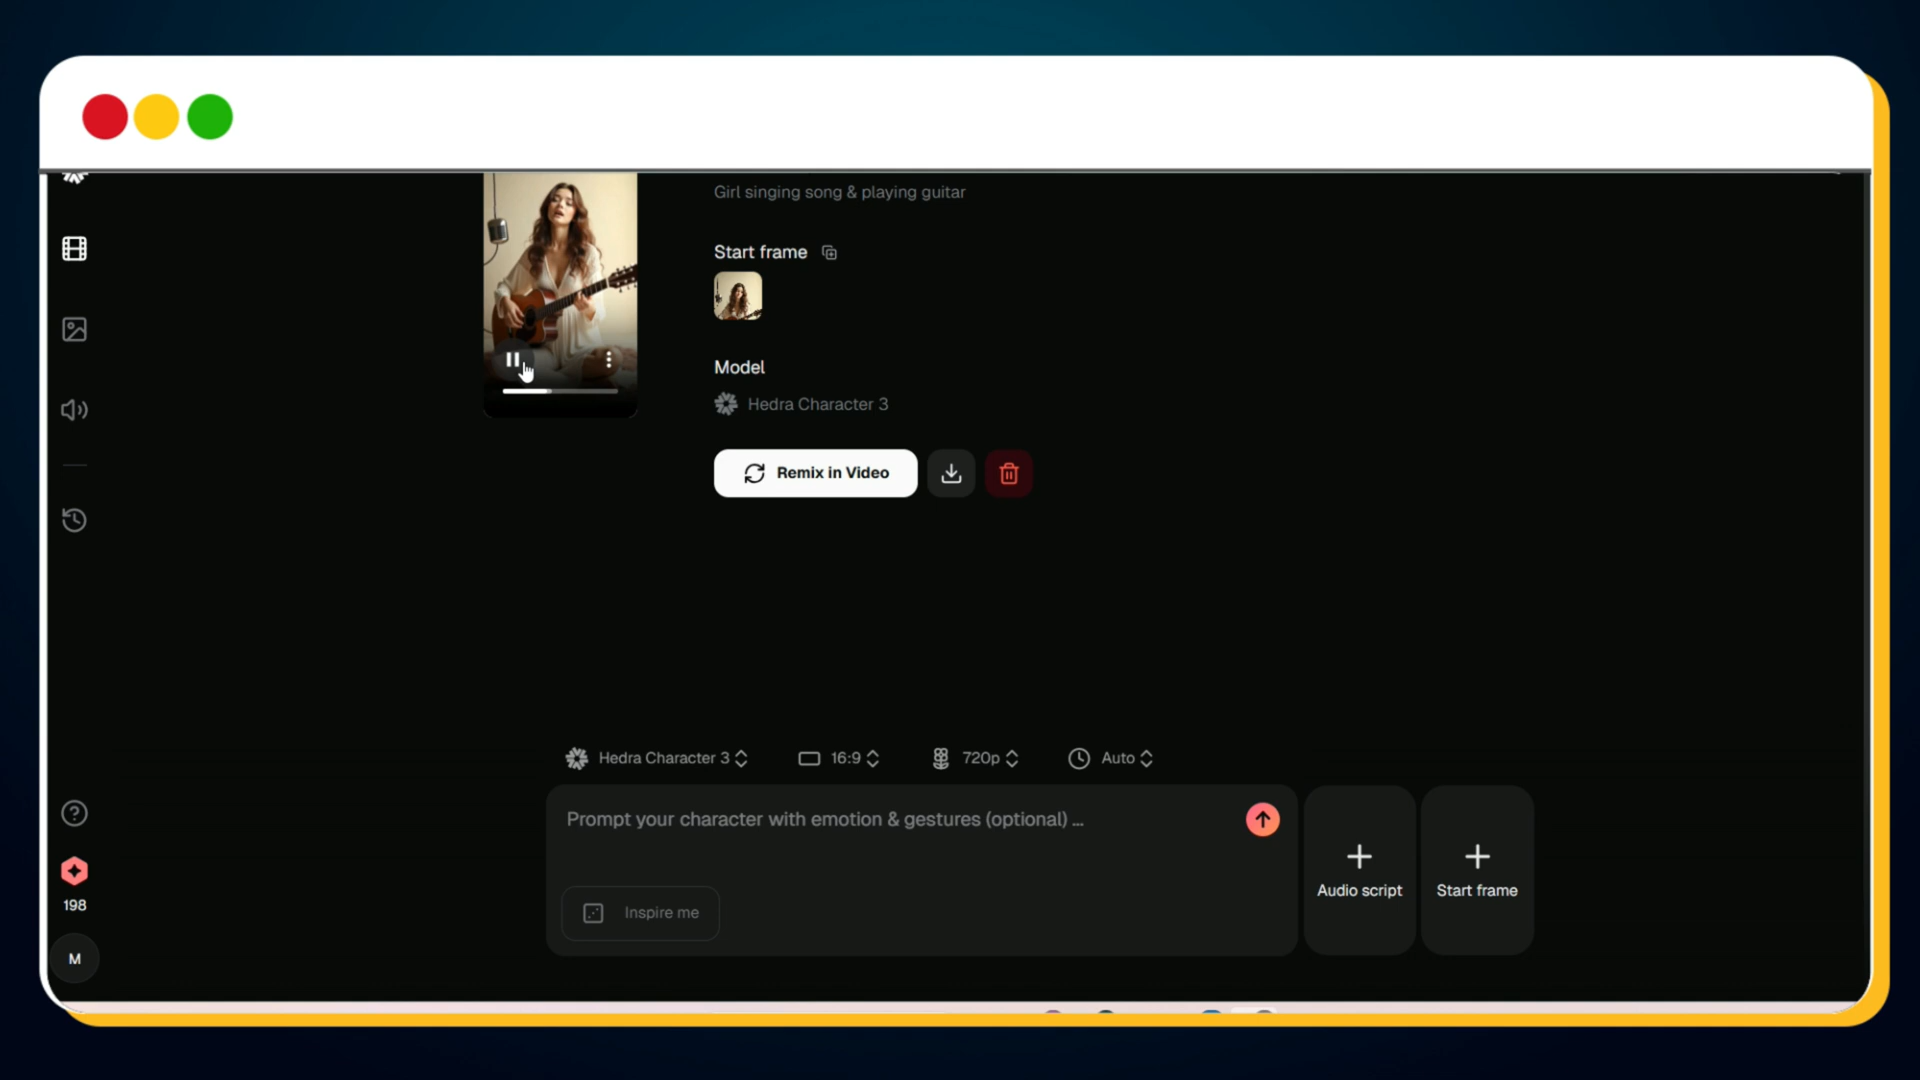 Girl singing song & playing guitar
Start frame
Model
Hedra Character 3
Remix in Video
Hedra Character 3
16:9
720p
Auto
Prompt your character with emotion & gestures (optional) ...
Inspire me
Audio script
Start frame
198
M